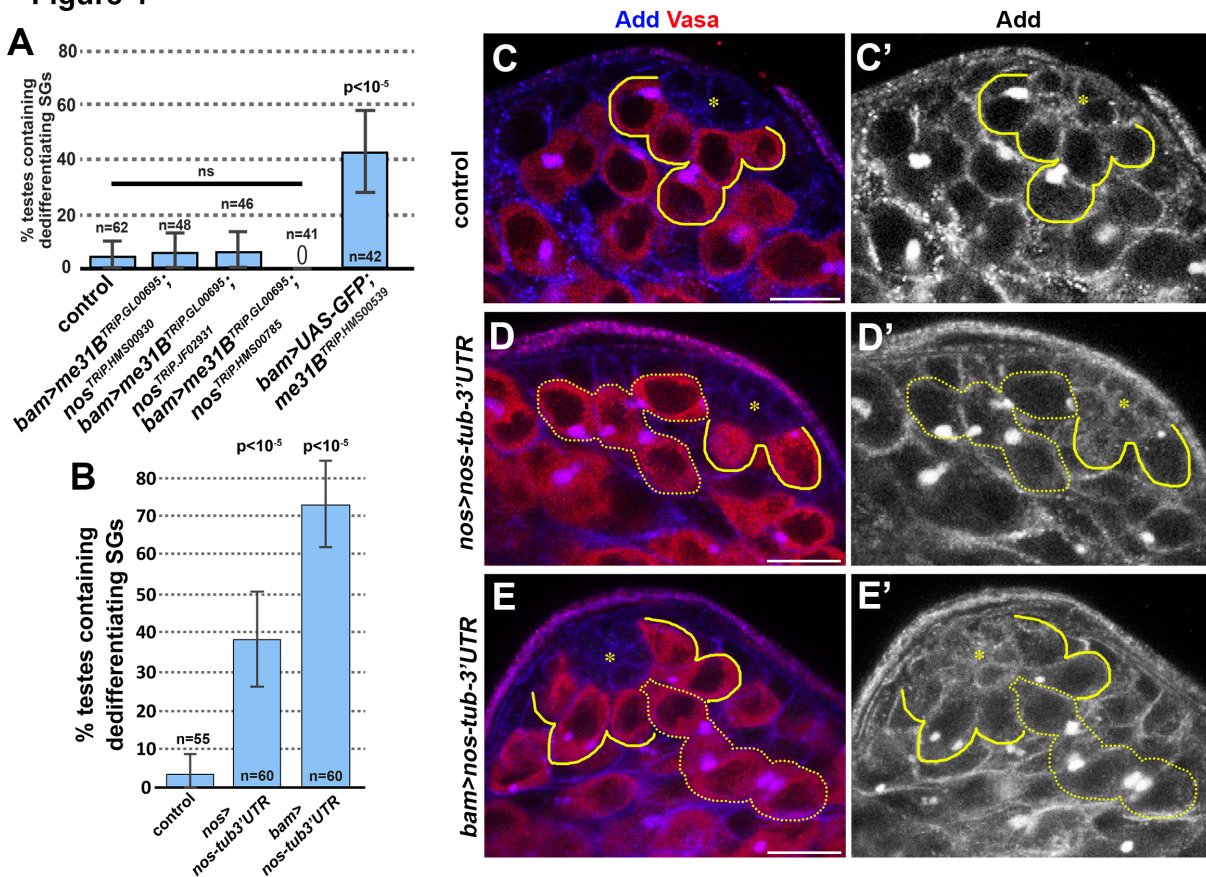 Figure
A
% testes containing
dedifferentiating SGs
80
60
40
20
0
ns
p<10-5
n=62
n=48
n=46
n=41
0
n=42
control
bam>me31BTRiP.GL00695;
nosTRiP.HMS00930
bam>me31BTRiP.GL00695;
nosTRiP.JF02931
bam>me31BTRiP.GL00695;
nosTRiP.HMS00785
bam>UAS-GFP;
me31BTRiP.HMS00539
B
% testes containing
dedifferentiating SGs
80
70
60
50
40
30
20
10
0
p<10-5
p<10-5
n=55
n=60
n=60
control
nos>
nos-tub3'UTR
bam>
nos-tub3'UTR
Add Vasa
Add
control
C
*
C'
*
nos>nos-tub-3'UTR
D
*
D'
*
bam>nos-tub-3'UTR
E
*
E'
*